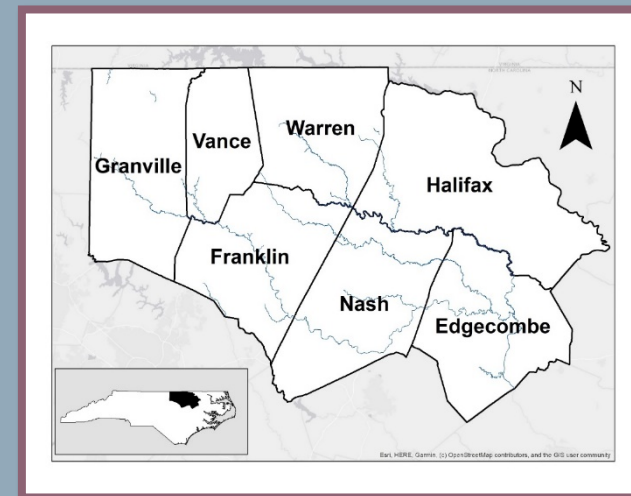 N
Warren
Vance
Granville
Halifax
Franklin
Nash
Edgecombe
Esri, HERE, Garmin, (c) OpenStreetMap contributors, and the GIS user community